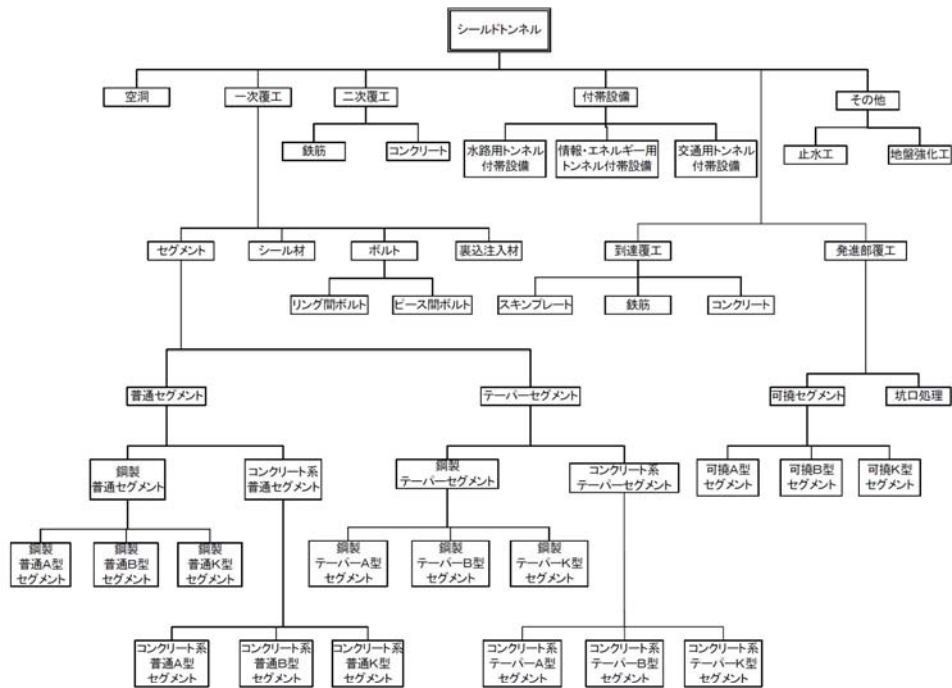 シールドトンネル
空洞
一次覆工
二次覆工
付帯設備
その他
鉄筋
コンクリート
水路用トンネル
付帯設備
情報・エネルギー用
トンネル付帯設備
交通用トンネル
付帯設備
止水工
地盤強化工
セグメント
シール材
ボルト
裏込注入材
到達覆工
発進部覆工
リング間ボルト
ピース間ボルト
スキンプレート
鉄筋
コンクリート
普通セグメント
テーパーセグメント
可撓セグメント
坑口処理
鋼製
普通セグメント
コンクリート系
普通セグメント
鋼製
テーパーセグメント
コンクリート系
テーパーセグメント
可撓A型
セグメント
可撓B型
セグメント
可撓K型
セグメント
鋼製
普通A型
セグメント
鋼製
普通B型
セグメント
鋼製
普通K型
セグメント
鋼製
テーパーA型
セグメント
鋼製
テーパーB型
セグメント
鋼製
テーパーK型
セグメント
コンクリート系
普通A型
セグメント
コンクリート系
普通B型
セグメント
コンクリート系
普通K型
セグメント
コンクリート系
テーパーA型
セグメント
コンクリート系
テーパーB型
セグメント
コンクリート系
テーパーK型
セグメント